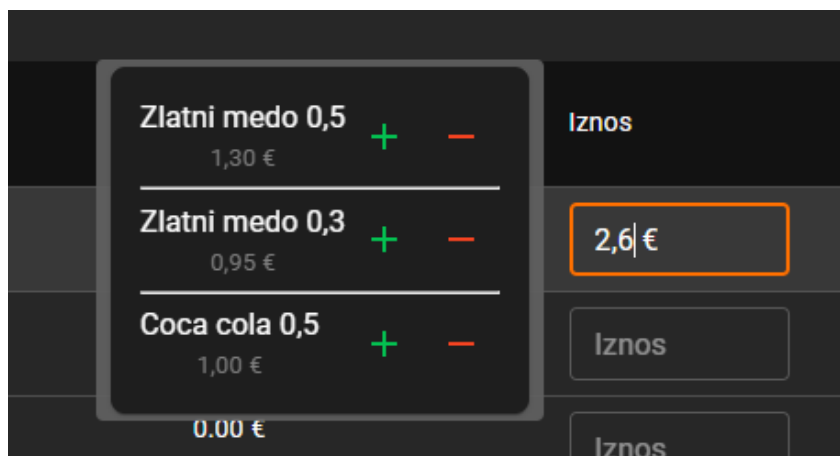 Zlatni medo 0,5
1,30 €
Zlatni medo 0,3
0,95 €
Coca cola 0,5
1,00 €
0.00 €
Iznos
2,6 €
Iznos
Iznos